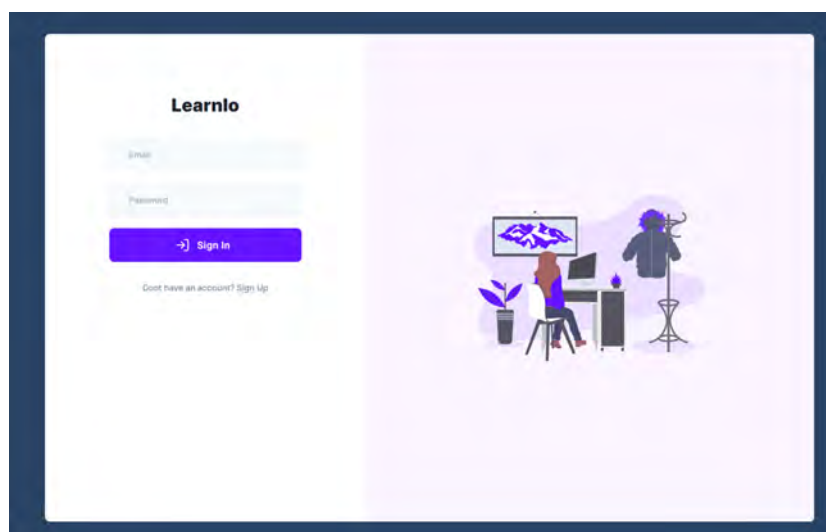 Learnlo
Email
Password
Sign In
Dont have an account? Sign Up